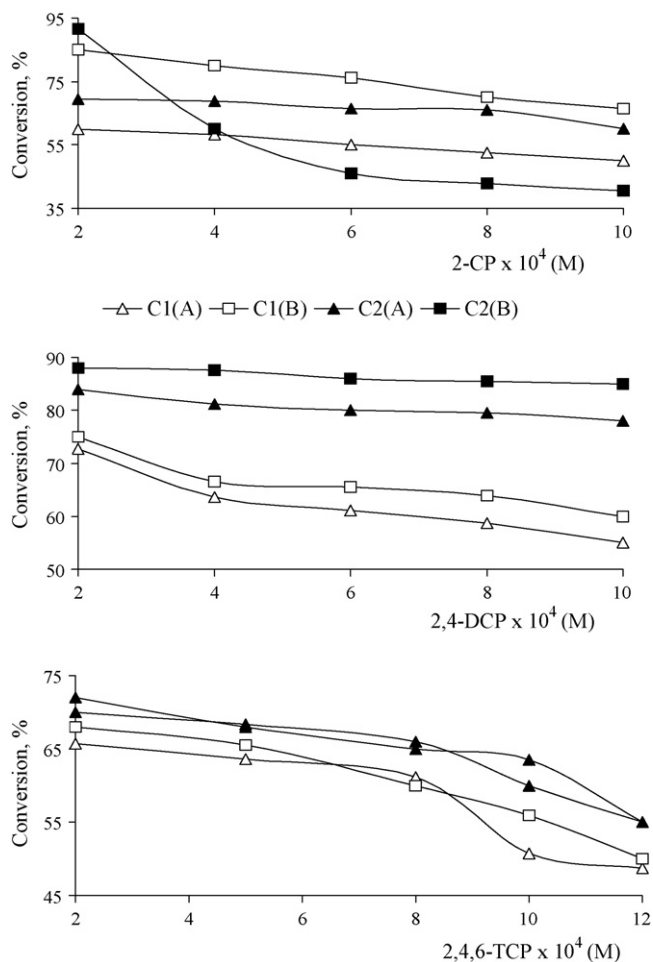 Conversion, %
95
75
55
35
2 4 6 8 10
2-CP x 10⁴ (M)
C1(A) C1(B) C2(A) C2(B)
Conversion, %
90
80
70
60
50
2 4 6 8 10
2,4-DCP x 10⁴ (M)
Conversion, %
75
65
55
45
2 4 6 8 10 12
2,4,6-TCP x 10⁴ (M)